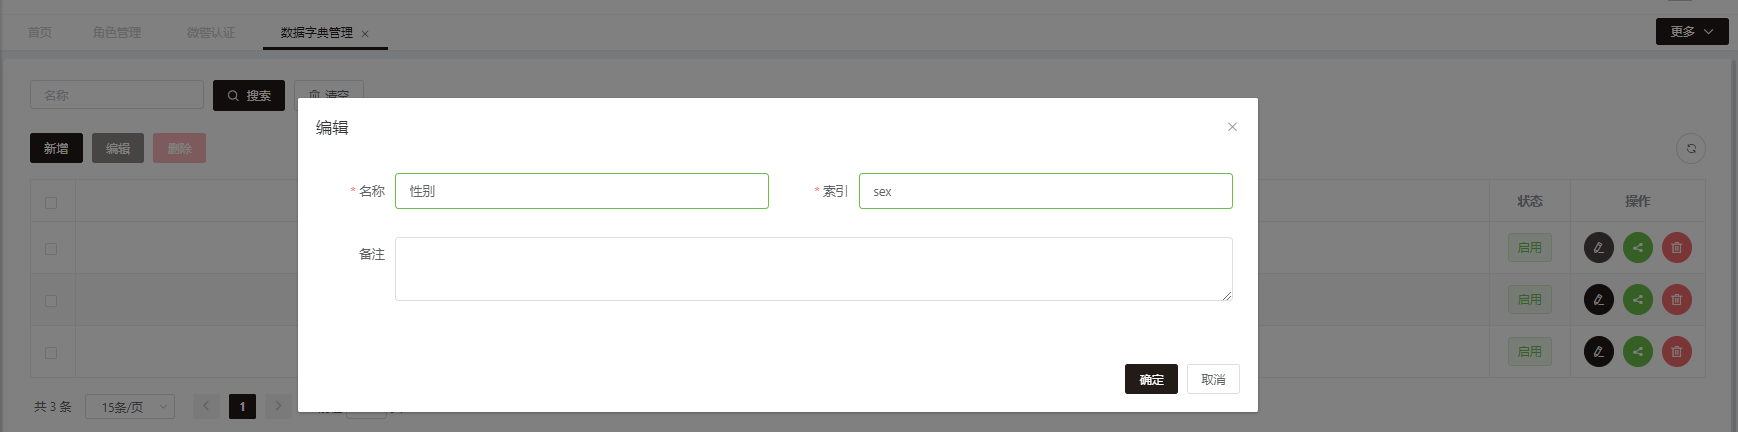 首页 角色管理 微警认证 数据字典管理 ×
更多
名称 搜索 清空
编辑
新增 编辑 删除
* 名称 性别 * 索引 sex
状态 操作
备注
启用
启用
启用
确定 取消
共 3 条 15条/页 1